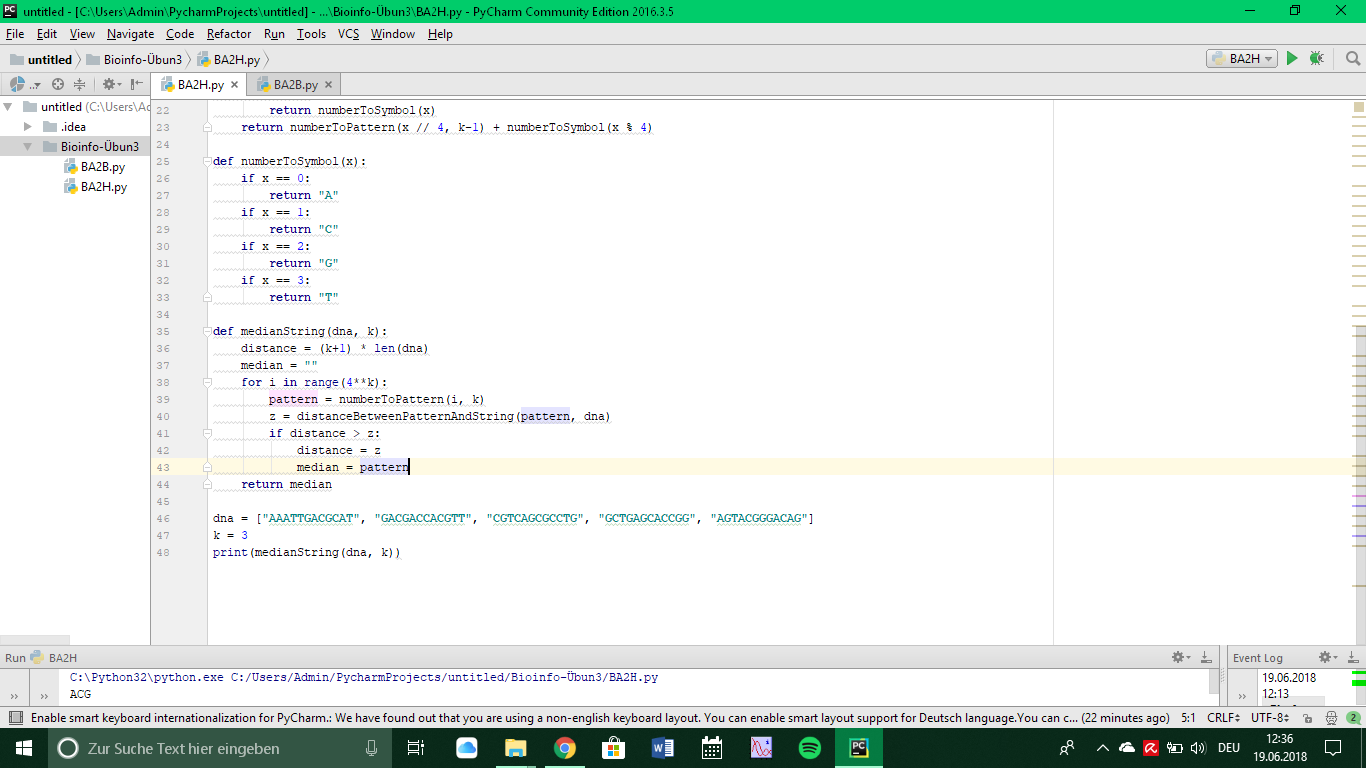 untitled - [C:\Users\Admin\PycharmProjects\untitled] - ...\Bioinfo-Übun3\BA2H.py - PyCharm Community Edition 2016.3.5
File Edit View Navigate Code Refactor Run Tools VCS Window Help
untitled Bioinfo-Übun3 BA2H.py BA2H
BA2H.py BA2B.py
untitled (C:\Users\Ad
.idea
Bioinfo-Übun3
BA2B.py
BA2H.py
22 return numberToSymbol(x)
23 return numberToPattern(x // 4, k-1) + numberToSymbol(x % 4)
24
25 def numberToSymbol(x):
26 if x == 0:
27 return "A"
28 if x == 1:
29 return "C"
30 if x == 2:
31 return "G"
32 if x == 3:
33 return "T"
34
35 def medianString(dna, k):
36 distance = (k+1) * len(dna)
37 median = ""
38 for i in range(4**k):
39 pattern = numberToPattern(i, k)
40 z = distanceBetweenPatternAndString(pattern, dna)
41 if distance > z:
42 distance = z
43 median = pattern
44 return median
45
46 dna = ["AAATTGACGCAT", "GACGACCACGTT", "CGTCAGCGCCTG", "GCTGAGCACCGG", "AGTACGGGACAG"]
47 k = 3
48 print(medianString(dna, k))
Run BA2H
C:\Python32\python.exe C:/Users/Admin/PycharmProjects/untitled/Bioinfo-Übun3/BA2H.py
ACG
Event Log
19.06.2018
12:13
Enable smart keyboard internationalization for PyCharm.: We have found out that you are using a non-english keyboard layout. You can enable smart layout support for Deutsch language.You can c... (22 minutes ago) 5:1 CRLF UTF-8 2
Zur Suche Text hier eingeben
DEU
12:36
19.06.2018